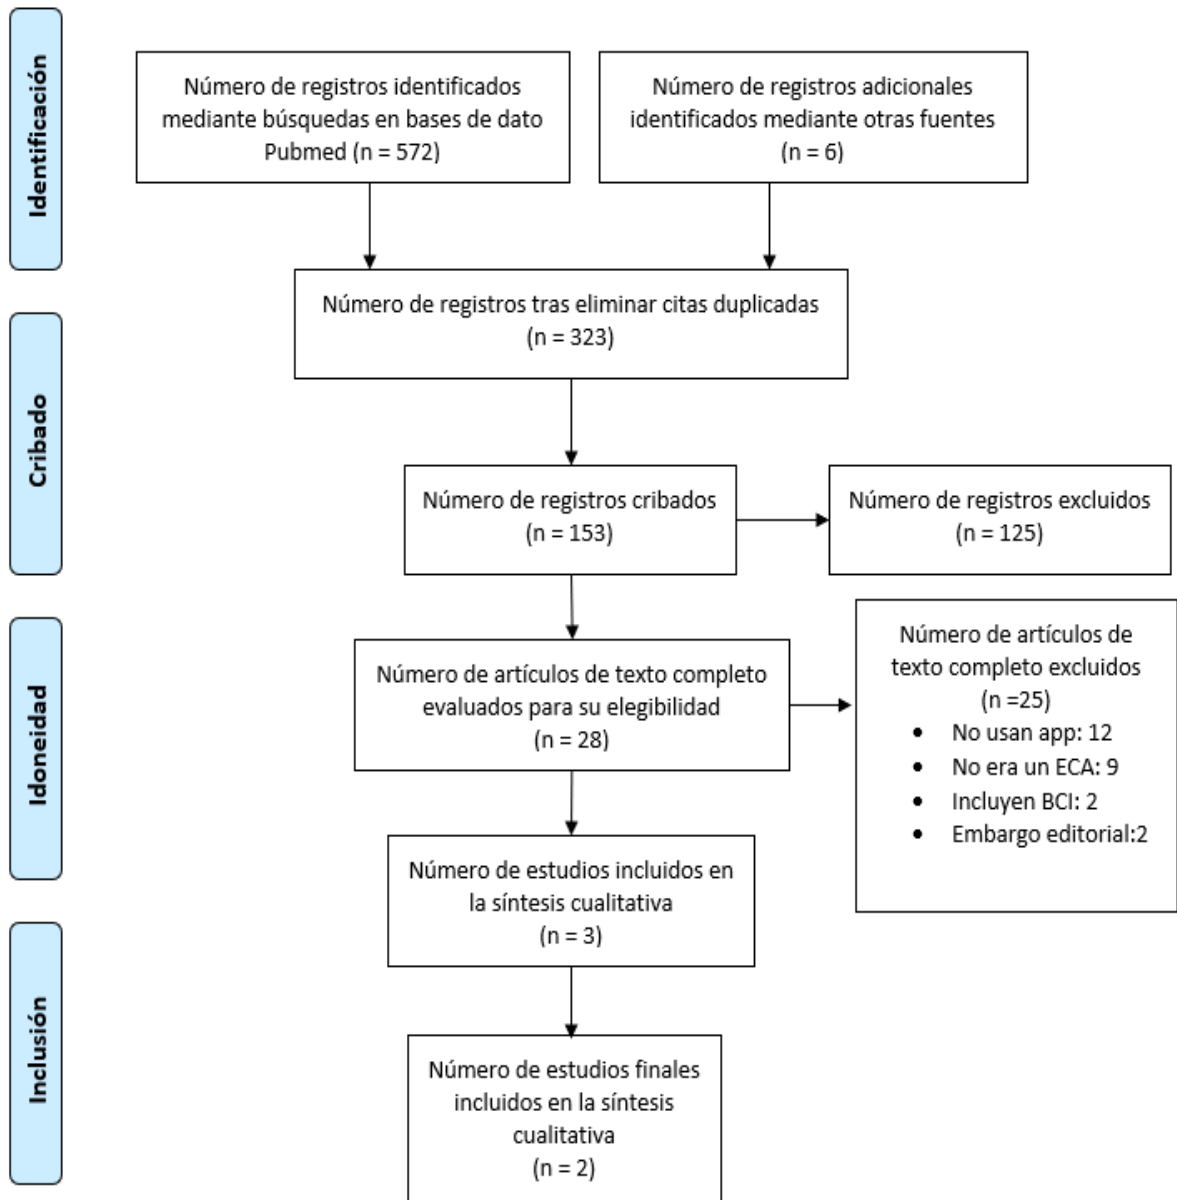 Identificación
Número de registros identificados
mediante búsquedas en bases de dato
Pubmed (n = 572)
Número de registros adicionales
identificados mediante otras fuentes
(n = 6)
Número de registros tras eliminar citas duplicadas
(n = 323)
Cribado
Número de registros cribados
(n = 153)
Número de registros excluidos
(n = 125)
Idoneidad
Número de artículos de texto completo
evaluados para su elegibilidad
(n = 28)
Número de artículos de
texto completo excluidos
(n =25)
• No usan app: 12
• No era un ECA: 9
• Incluyen BCI: 2
• Embargo editorial:2
Número de estudios incluidos en
la síntesis cualitativa
(n = 3)
Inclusión
Número de estudios finales
incluidos en la síntesis
cualitativa
(n = 2)